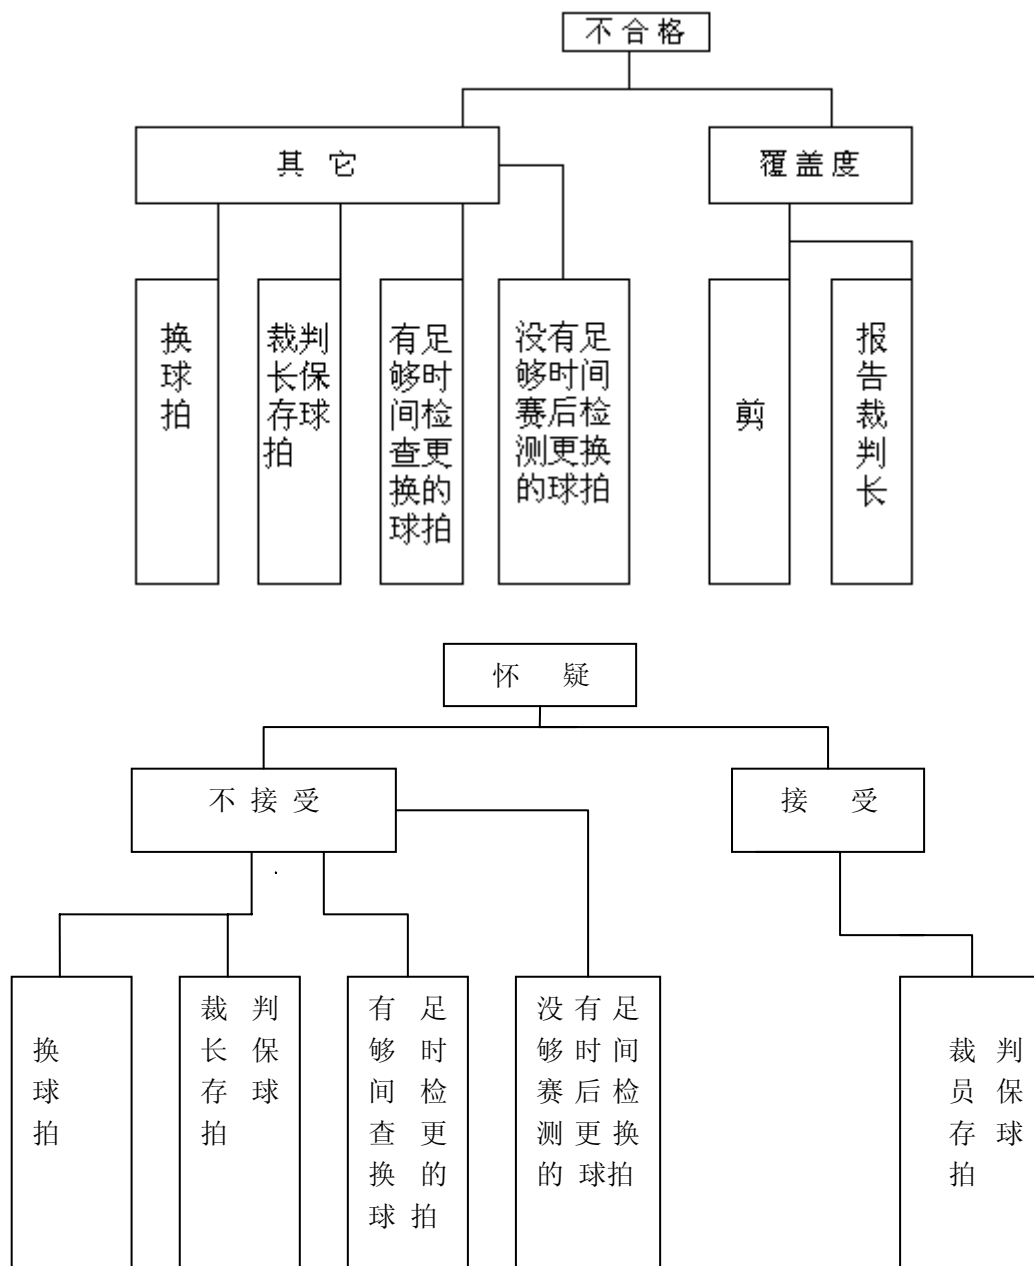 不合格
其它
覆盖度
换
球
拍
裁判
长保
存球
拍
有足
够时
间检
查更
换的
球拍
没有足
够时间
赛后检
测更换
的球拍
剪
报
告
裁
判
长
怀疑
不接受
接受
换
球
拍
裁判
长保
存球
拍
有足
够时
间检
查更
换的
球拍
没有足
够时间
赛后检
测更换
的球拍
裁判
员保
存球
拍